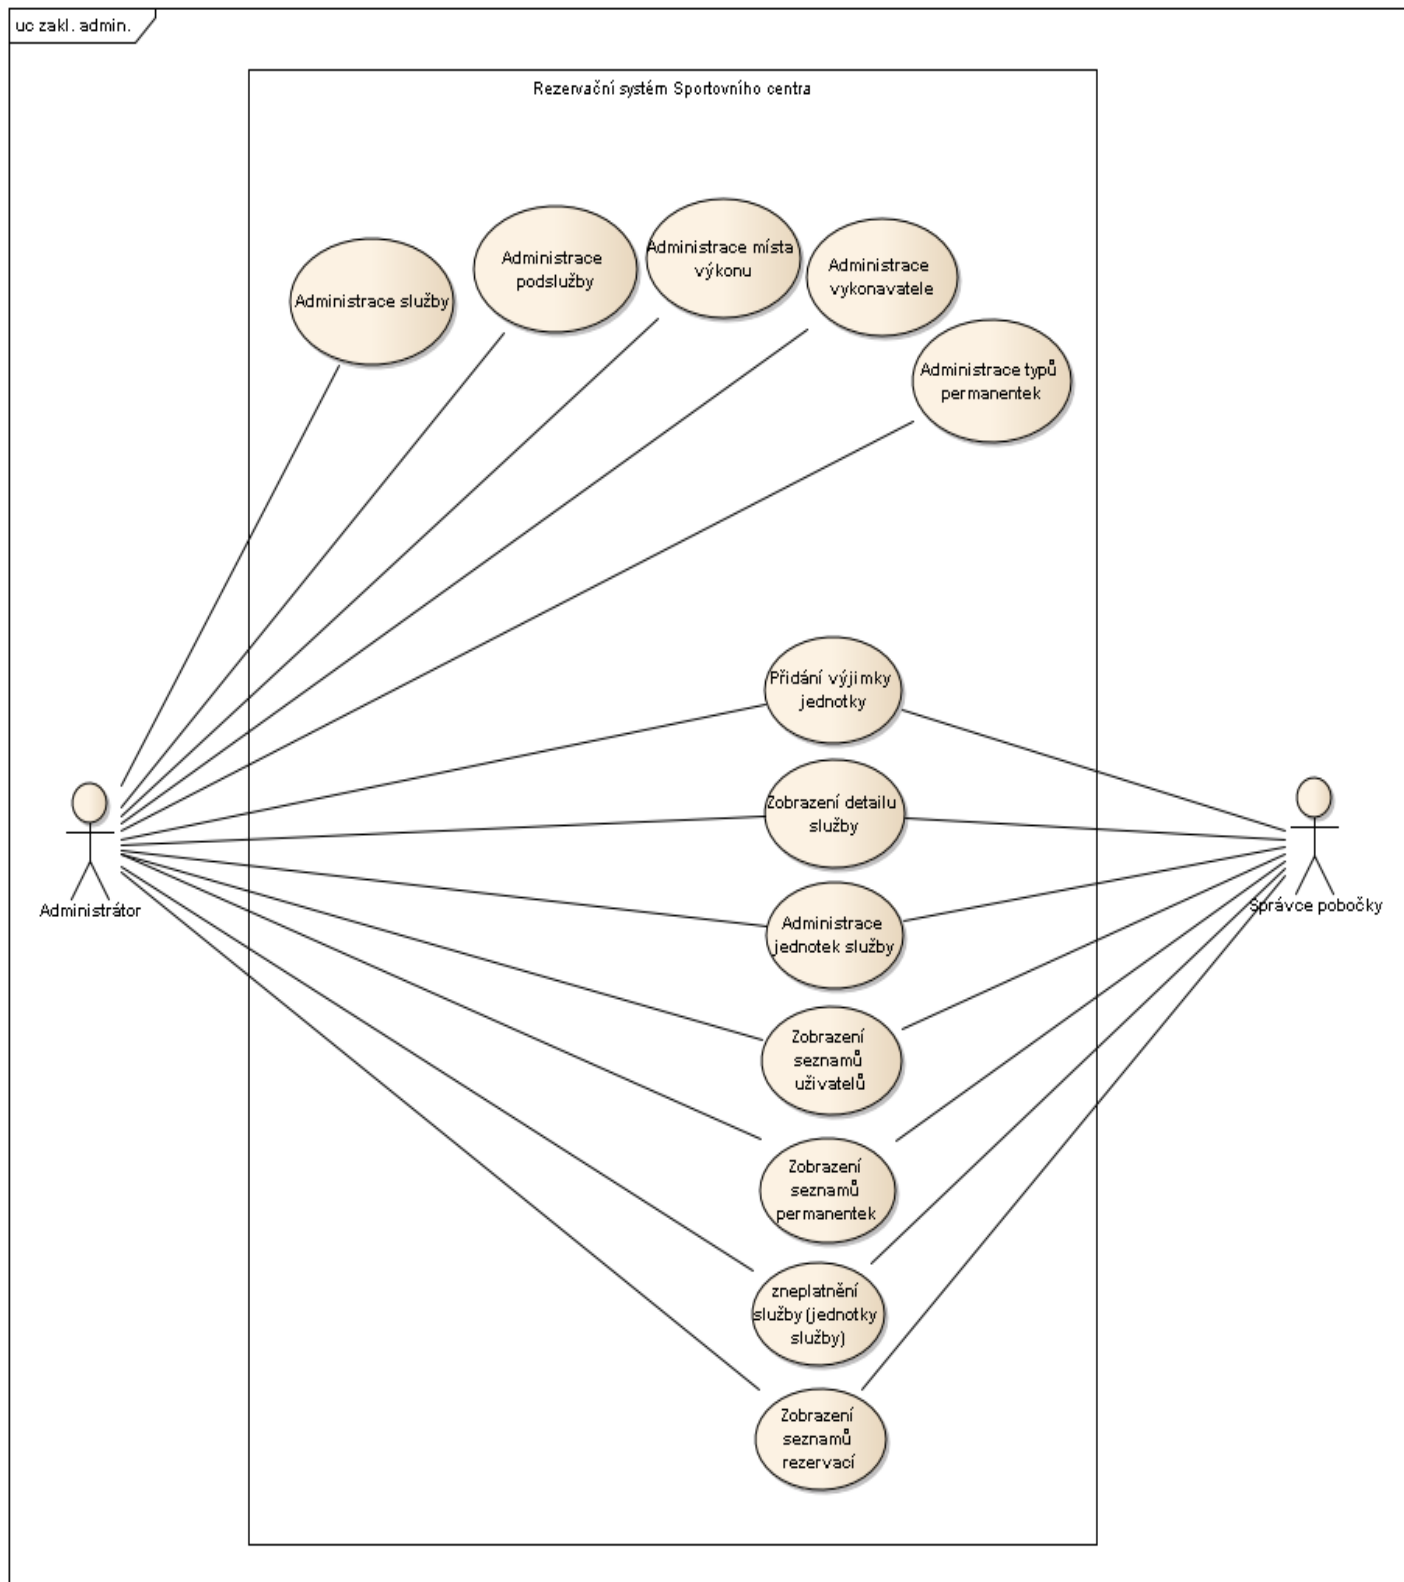 uc zakl. admin.
Rezervační systém Sportovního centra
Administrace služby
Administrace
podslužby
Administrace místa
výkonu
Administrace
vykonavatele
Administrace typů
permanentek
Přidání výjimky
jednotky
Zobrazení detailu
služby
Administrátor
Správce pobočky
Administrace
jednotek služby
Zobrazení
seznamů
uživatelů
Zobrazení
seznamů
permanentek
zneplatnění
služby (jednotky
služby)
Zobrazení
seznamů
rezervací